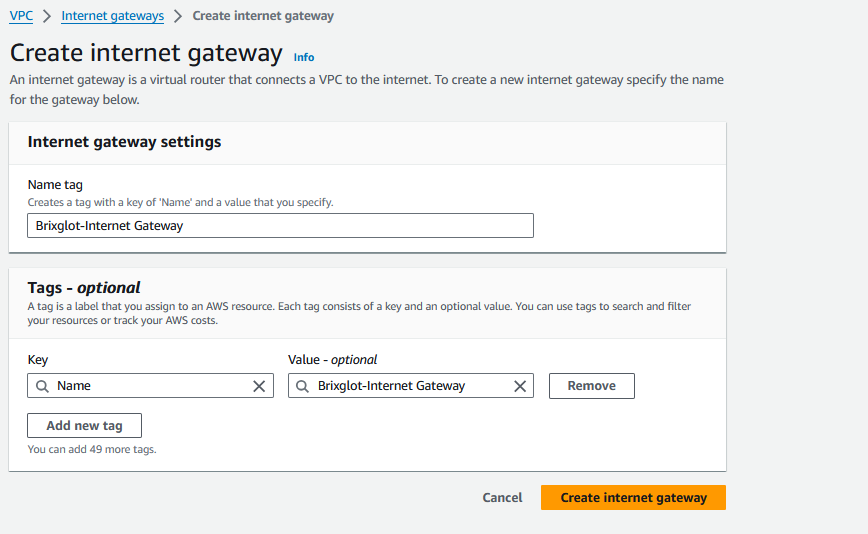 VPC > Internet gateways > Create internet gateway
Create internet gateway Info
An internet gateway is a virtual router that connects a VPC to the internet. To create a new internet gateway specify the name
for the gateway below.
Internet gateway settings
Name tag
Creates a tag with a key of 'Name' and a value that you specify.
Brixglot-Internet Gateway
Tags - optional
A tag is a label that you assign to an AWS resource. Each tag consists of a key and an optional value. You can use tags to search and filter
your resources or track your AWS costs.
Key Value - optional
Name Brixglot-Internet Gateway Remove
Add new tag
You can add 49 more tags.
Cancel Create internet gateway